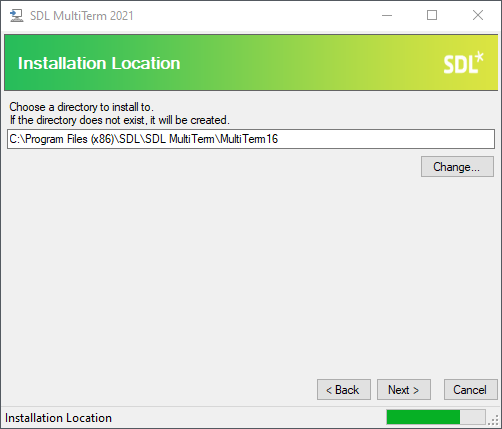 SDL MultiTerm 2021
Installation Location
SDL*
Choose a directory to install to.
If the directory does not exist, it will be created.
C:\Program Files (x86)\SDL\SDL MultiTerm\MultiTerm16
Change...
< Back
Next >
Cancel
Installation Location